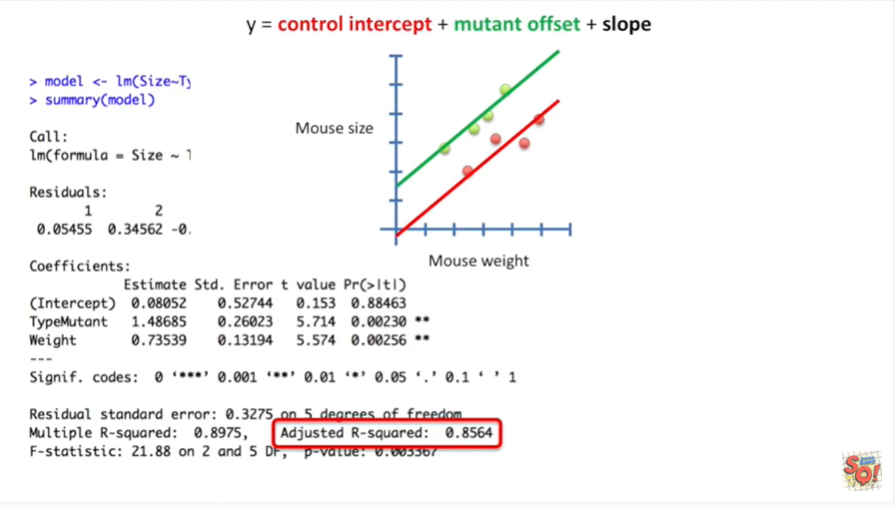 y = control intercept + mutant offset + slope
> model <- lm(Size~Ty
> summary(model)
Call:
lm(formula = Size ~
Residuals:
1 2
0.05455 0.34562 -0.
Mouse size
Mouse weight
Coefficients:
Estimate Std. Error t value Pr(>|t|)
(Intercept) 0.08052 0.52744 0.153 0.88463
TypeMutant 1.48685 0.26023 5.714 0.00230 **
Weight 0.73539 0.13194 5.574 0.00256 **
---
Signif. codes: 0 ‘***’ 0.001 ‘**’ 0.01 ‘*’ 0.05 ‘.’ 0.1 ‘ ’ 1
Residual standard error: 0.3275 on 5 degrees of freedom
Multiple R-squared: 0.8975, Adjusted R-squared: 0.8564
F-statistic: 21.88 on 2 and 5 DF, p-value: 0.003367
SQ!